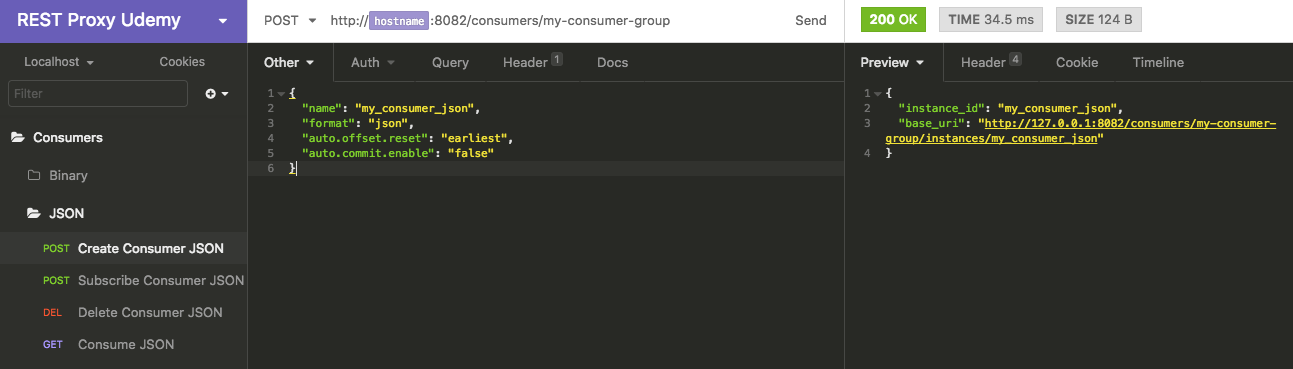 REST Proxy Udemy
POST http://hostname:8082/consumers/my-consumer-group Send
200 OK TIME 34.5 ms SIZE 124 B
Localhost Cookies
Filter
Consumers
Binary
JSON
POST Create Consumer JSON
POST Subscribe Consumer JSON
DEL Delete Consumer JSON
GET Consume JSON
Other Auth Query Header 1 Docs
1 {
2 "name": "my_consumer_json",
3 "format": "json",
4 "auto.offset.reset": "earliest",
5 "auto.commit.enable": "false"
6 }
Preview Header 4 Cookie Timeline
1 {
2 "instance_id": "my_consumer_json",
3 "base_uri": "http://127.0.0.1:8082/consumers/my-consumer-
group/instances/my_consumer_json"
4 }